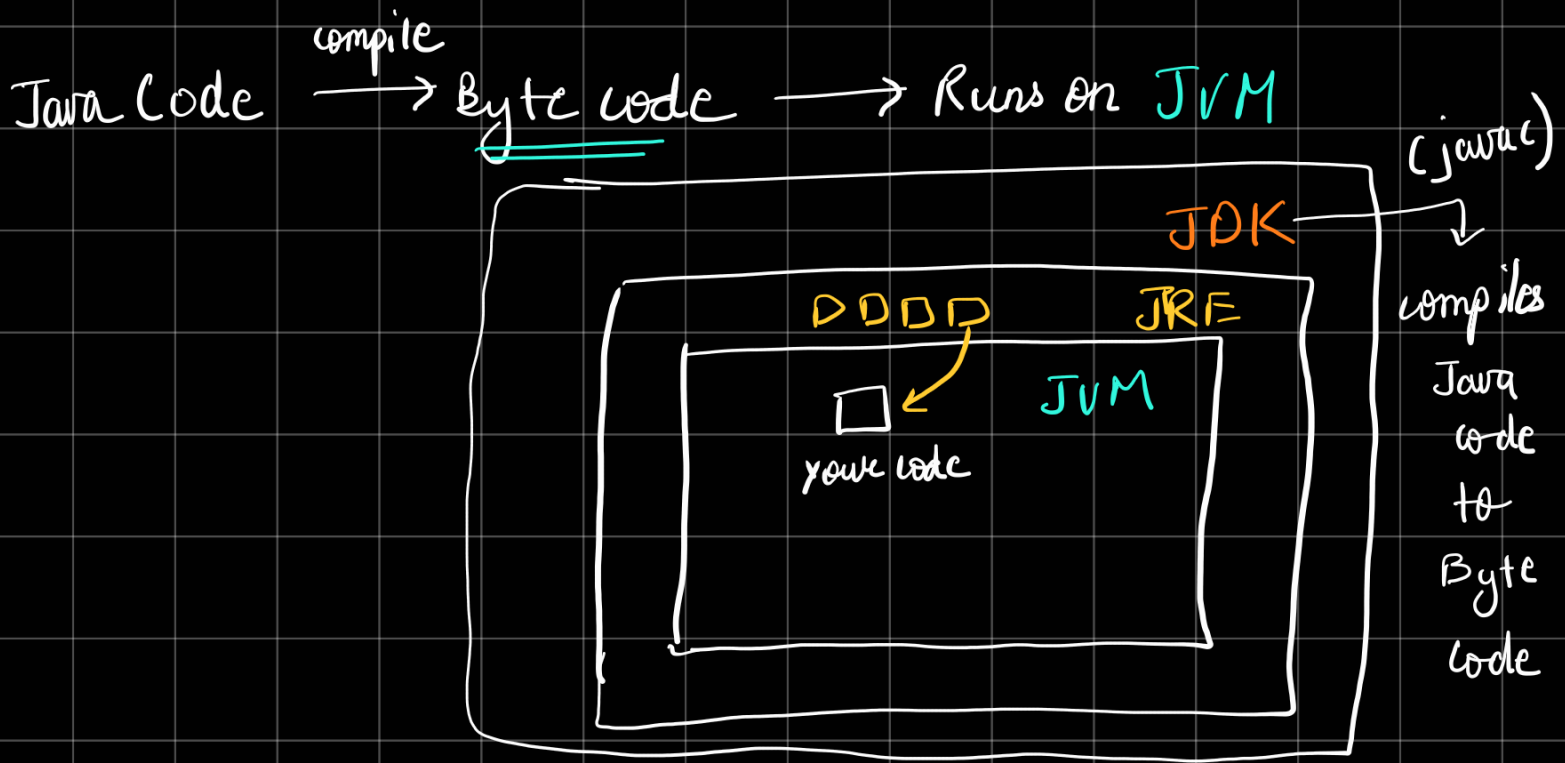 compile
Java Code → Byte code → Runs on JVM
(javac)
JDK
compiles
Java
code
to
Byte
code
JRE
JVM
your code